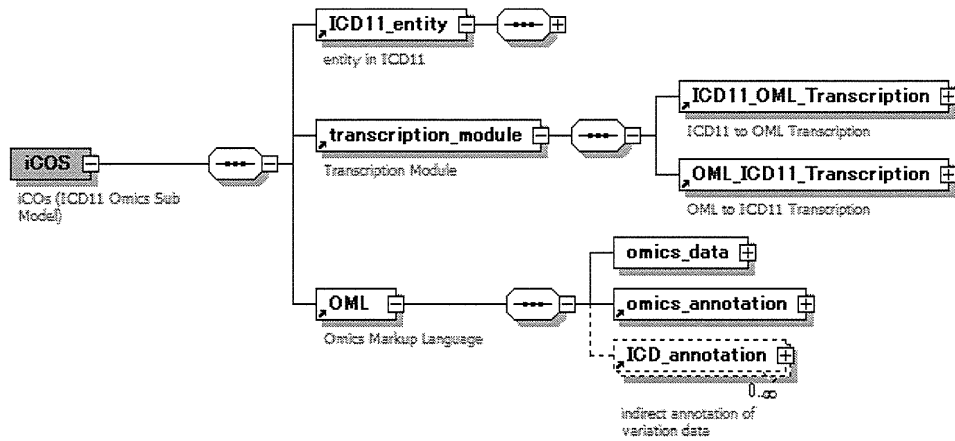 ICD11_entity
entity in ICD11
ICD11_OML_Transcription
ICD11 to OML Transcription
transcription_module
Transcription Module
iCOS
iCOs (ICD11 Omics Sub
Model)
OML_ICD11_Transcription
OML to ICD11 Transcription
omics_data
OML
omics_annotation
Omics Markup Language
ICD_annotation
0..∞
indirect annotation of
variation data